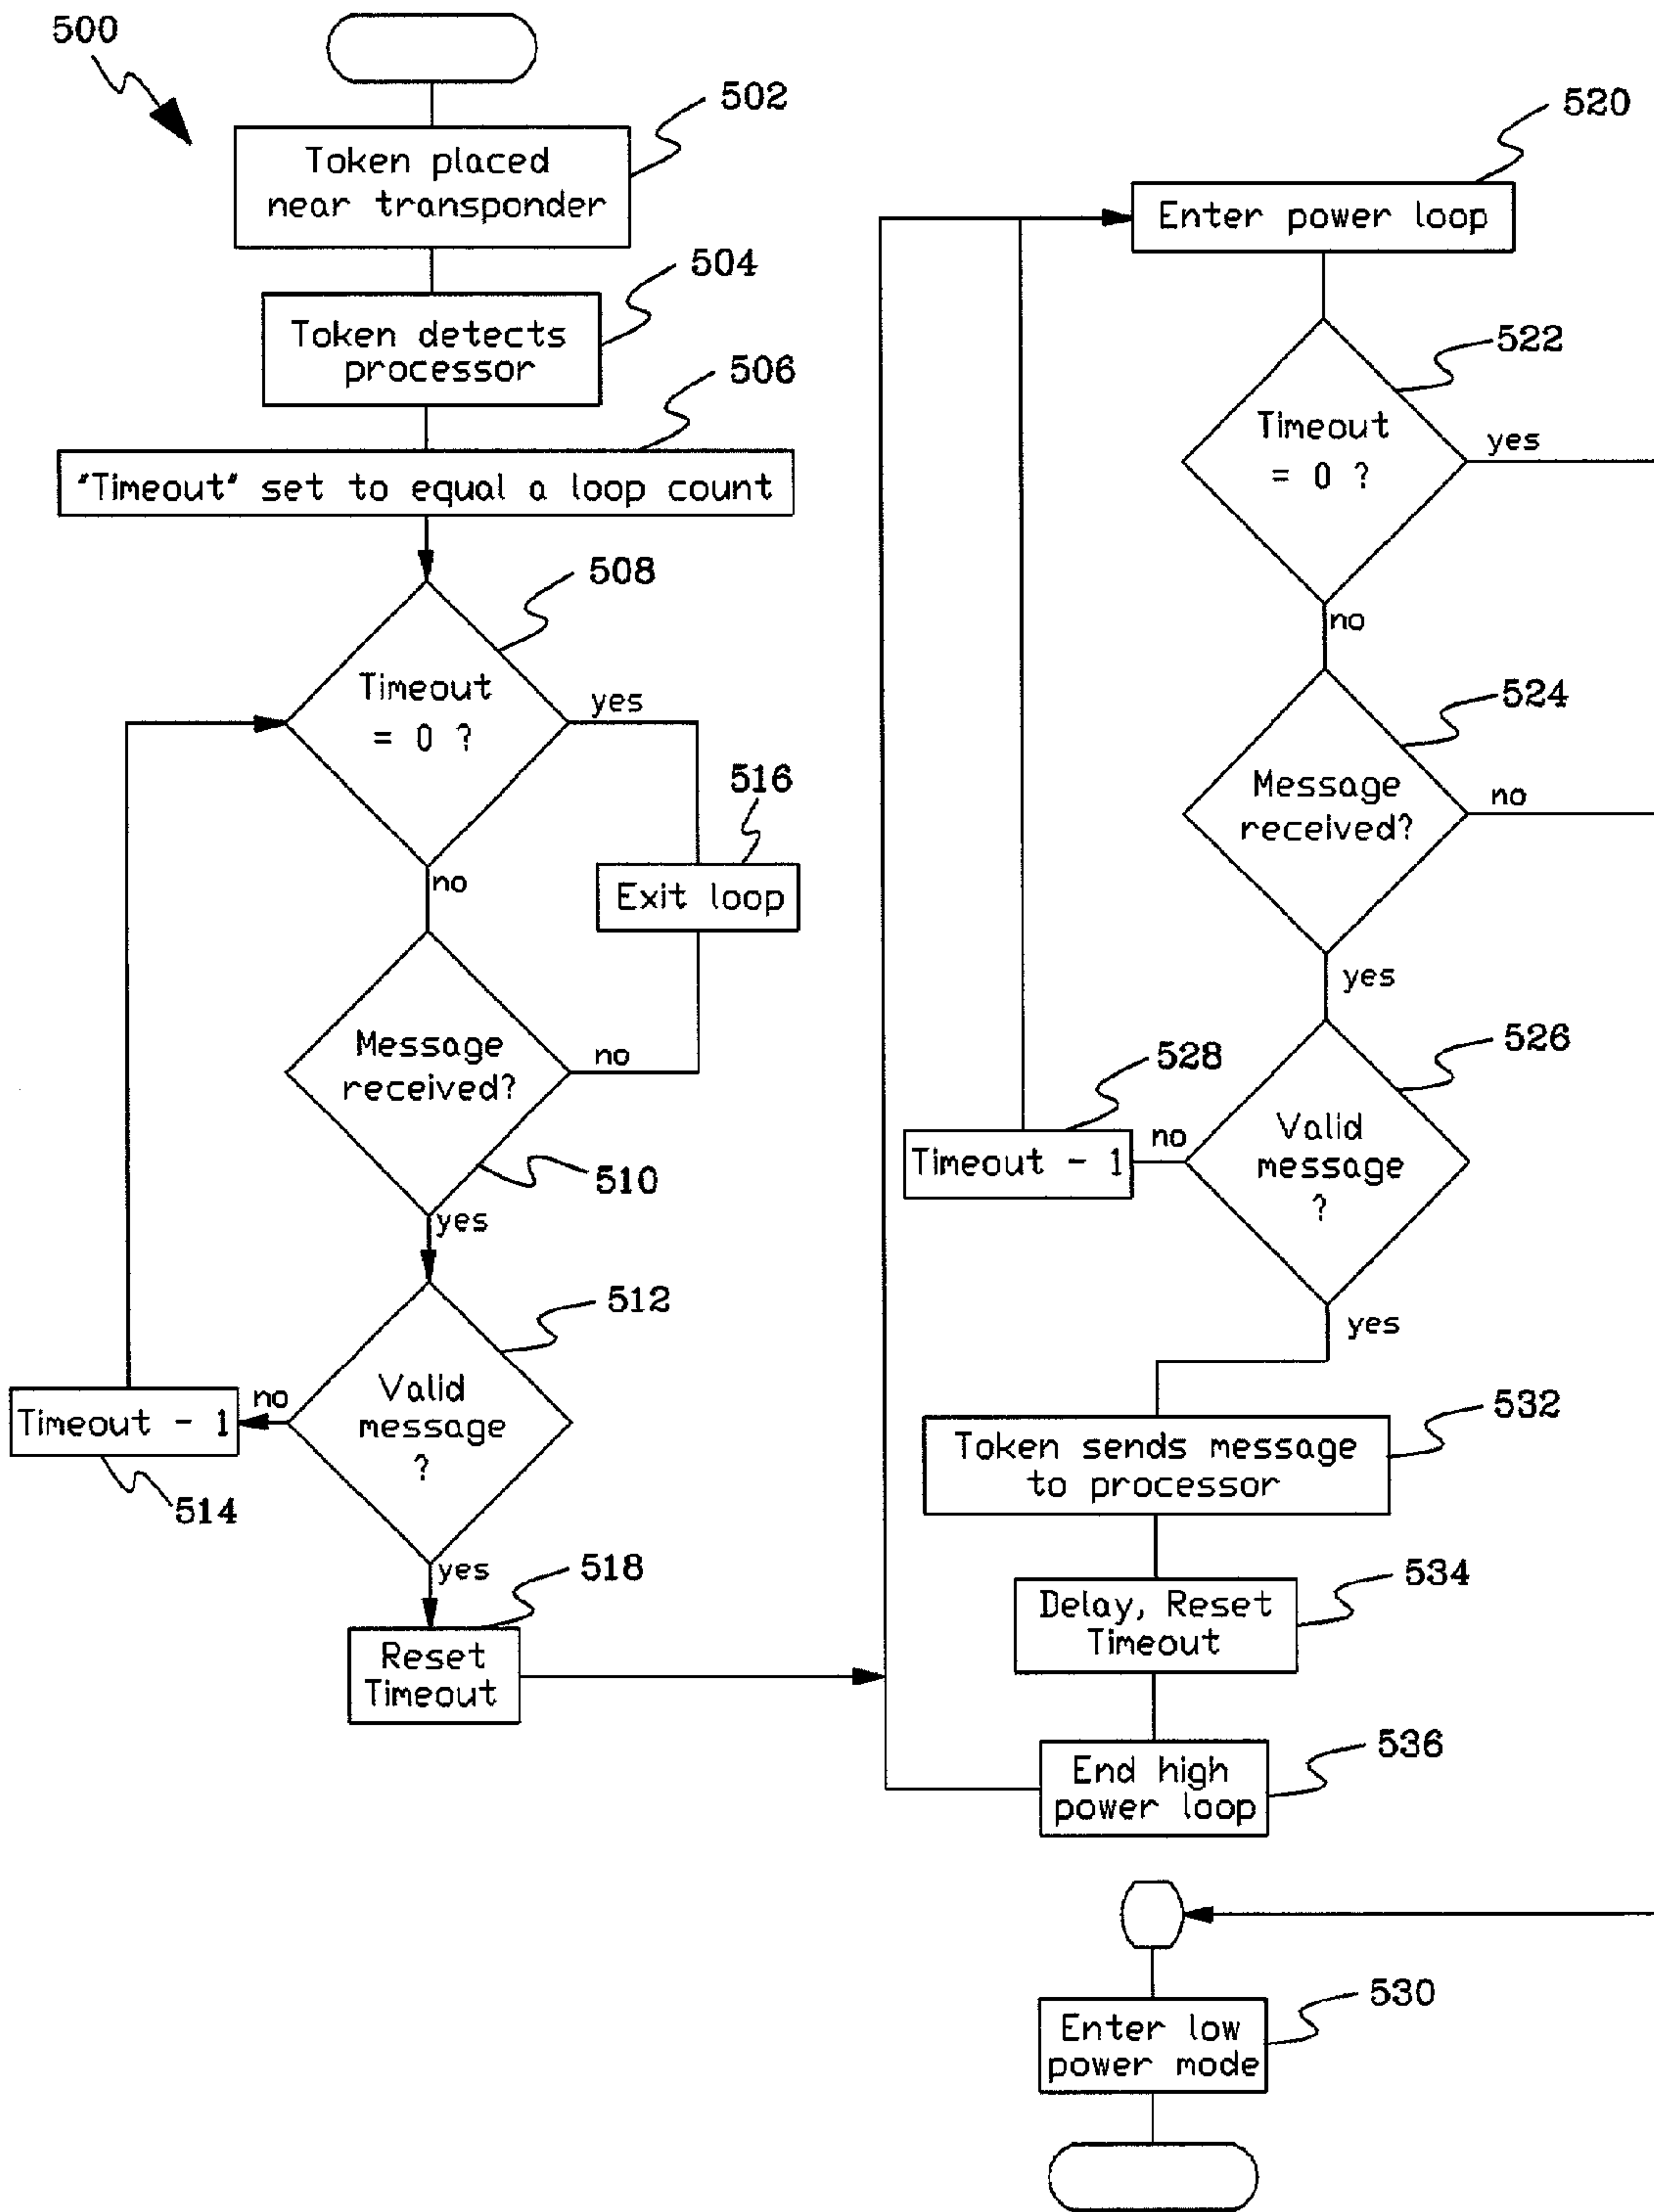 500
502
Token placed
near transponder
504
Token detects
processor
506
"Timeout" set to equal a loop count
508
Timeout
= 0 ?
yes
no
516
Exit loop
Message
received?
no
510
yes
512
Valid
message
?
no
Timeout - 1
514
yes
518
Reset
Timeout
520
Enter power loop
522
Timeout
= 0 ?
yes
no
524
Message
received?
no
yes
526
Valid
message
?
528
no
Timeout - 1
yes
532
Token sends message
to processor
534
Delay, Reset
Timeout
536
End high
power loop
530
Enter low
power mode